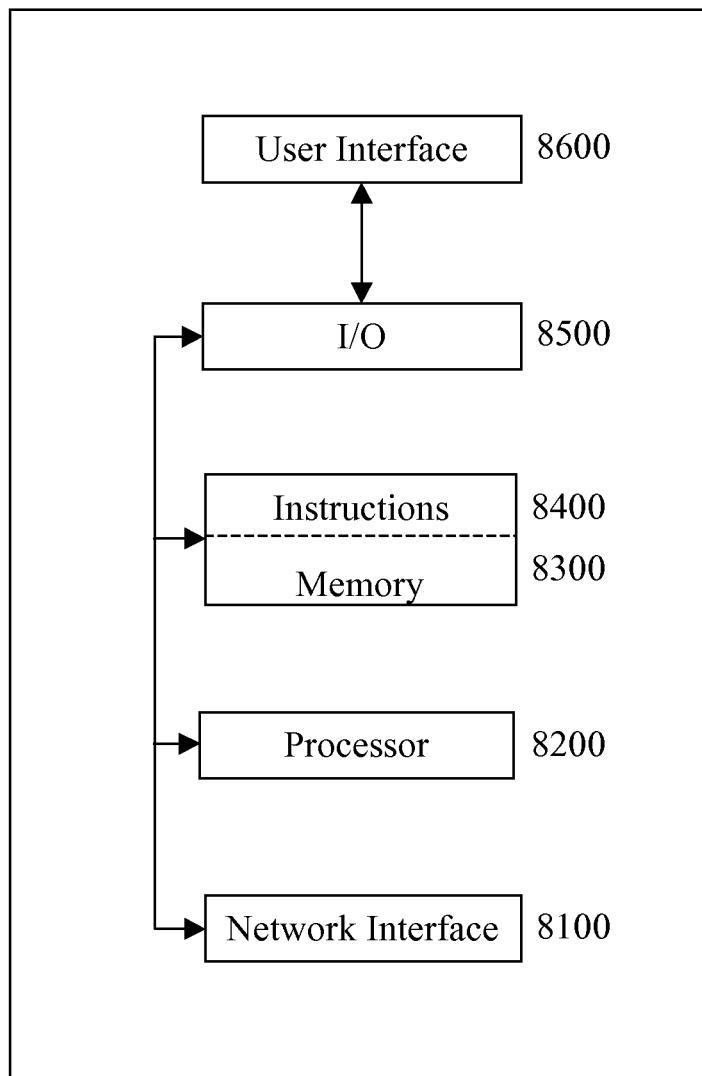 User Interface 8600
I/O 8500
Instructions 8400
Memory 8300
Processor 8200
Network Interface 8100